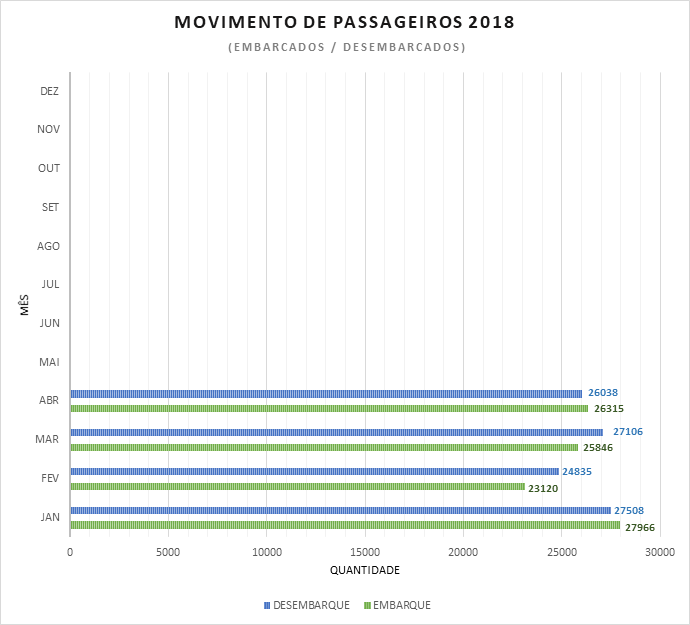 MOVIMENTO DE PASSAGEIROS 2018
(EMBARCADOS / DESEMBARCADOS)
DEZ
NOV
OUT
SET
AGO
JUL
JUN
MAI
ABR
26038
26315
MAR
27106
25846
FEV
24835
23120
JAN
27508
27966
MÊS
0 5000 10000 15000 20000 25000 30000
QUANTIDADE
DESEMBARQUE EMBARQUE